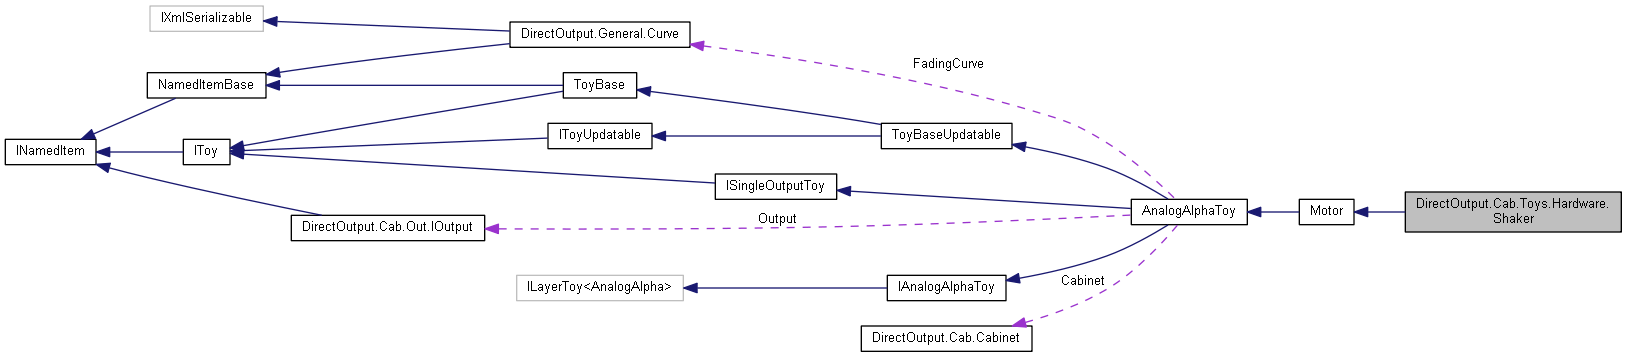 IXmlSerializable
DirectOutput.General.Curve
FadingCurve
NamedItemBase
ToyBase
IToyUpdatable
ToyBaseUpdatable
INamedItem
IToy
ISingleOutputToy
AnalogAlphaToy
Motor
DirectOutput.Cab.Toys.Hardware.
Shaker
Output
DirectOutput.Cab.Out.IOutput
Cabinet
ILayerToy<AnalogAlpha>
IAnalogAlphaToy
DirectOutput.Cab.Cabinet